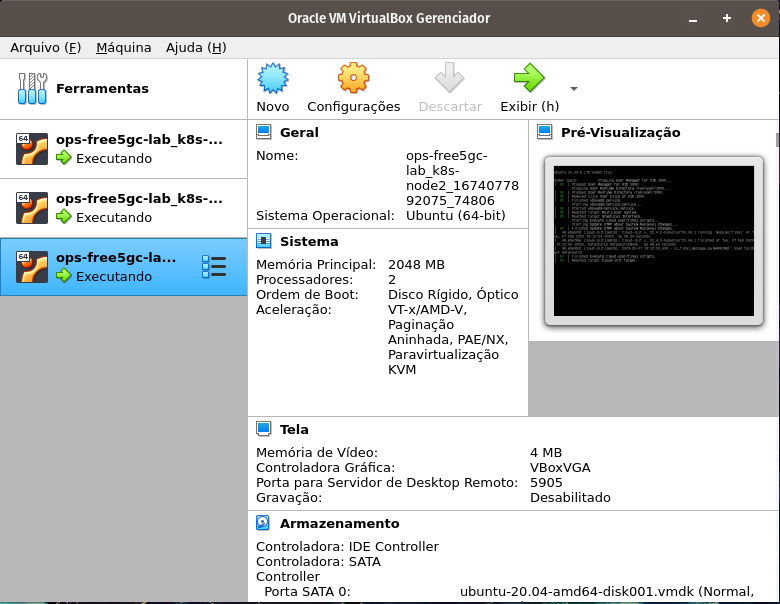 Oracle VM VirtualBox Gerenciador
Arquivo (F) Máquina Ajuda (H)
Ferramentas
Novo Configurações Descartar Exibir (h)
64
ops-free5gc-lab_k8s-...
Executando
64
ops-free5gc-lab_k8s-...
Executando
64
ops-free5gc-la...
Executando
Geral
Nome: ops-free5gc-
lab_k8s-
node2_16740778
92075_74806
Sistema Operacional: Ubuntu (64-bit)
Pré-Visualização
Sistema
Memória Principal: 2048 MB
Processadores: 2
Ordem de Boot: Disco Rígido, Óptico
Aceleração: VT-x/AMD-V,
Paginação
Aninhada, PAE/NX,
Paravirtualização
KVM
Tela
Memória de Vídeo: 4 MB
Controladora Gráfica: VBoxVGA
Porta para Servidor de Desktop Remoto: 5905
Gravação: Desabilitado
Armazenamento
Controladora: IDE Controller
Controladora: SATA
Controller
Porta SATA 0: ubuntu-20.04-amd64-disk001.vmdk (Normal,